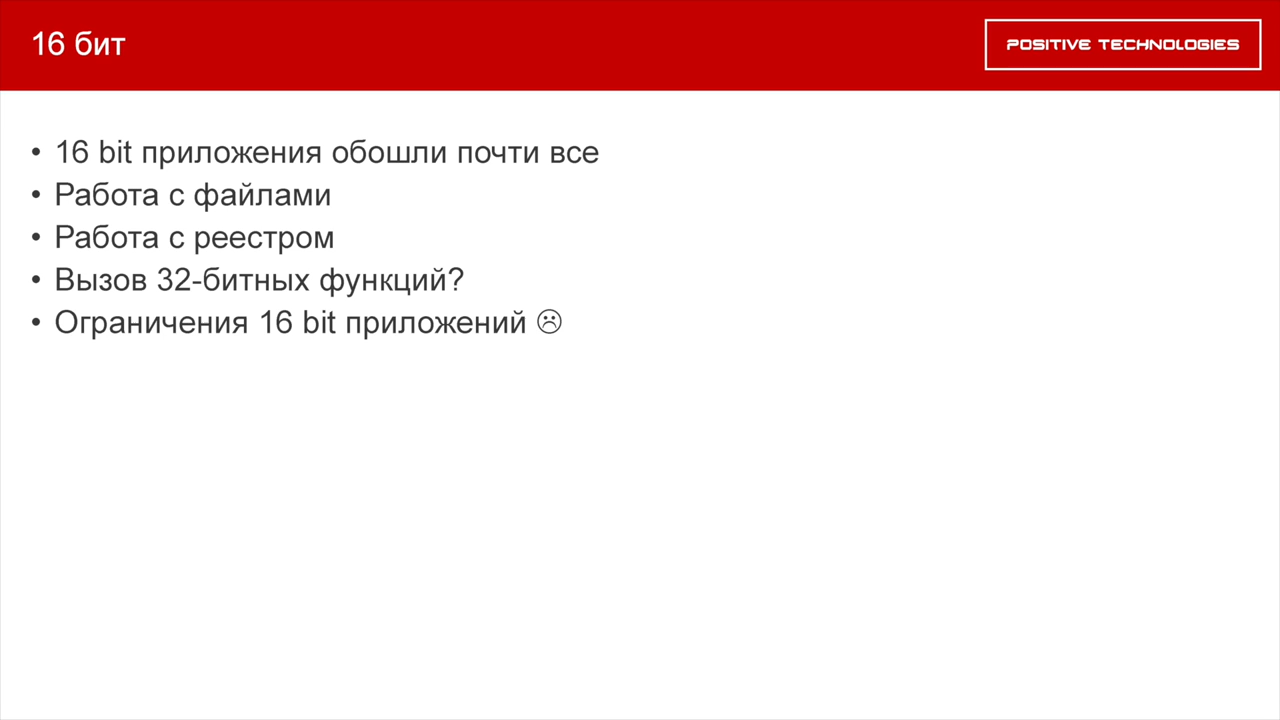 16 бит
POSITIVE TECHNOLOGIES
• 16 bit приложения обошли почти все
• Работа с файлами
• Работа с реестром
• Вызов 32-битных функций?
• Ограничения 16 bit приложений ☹